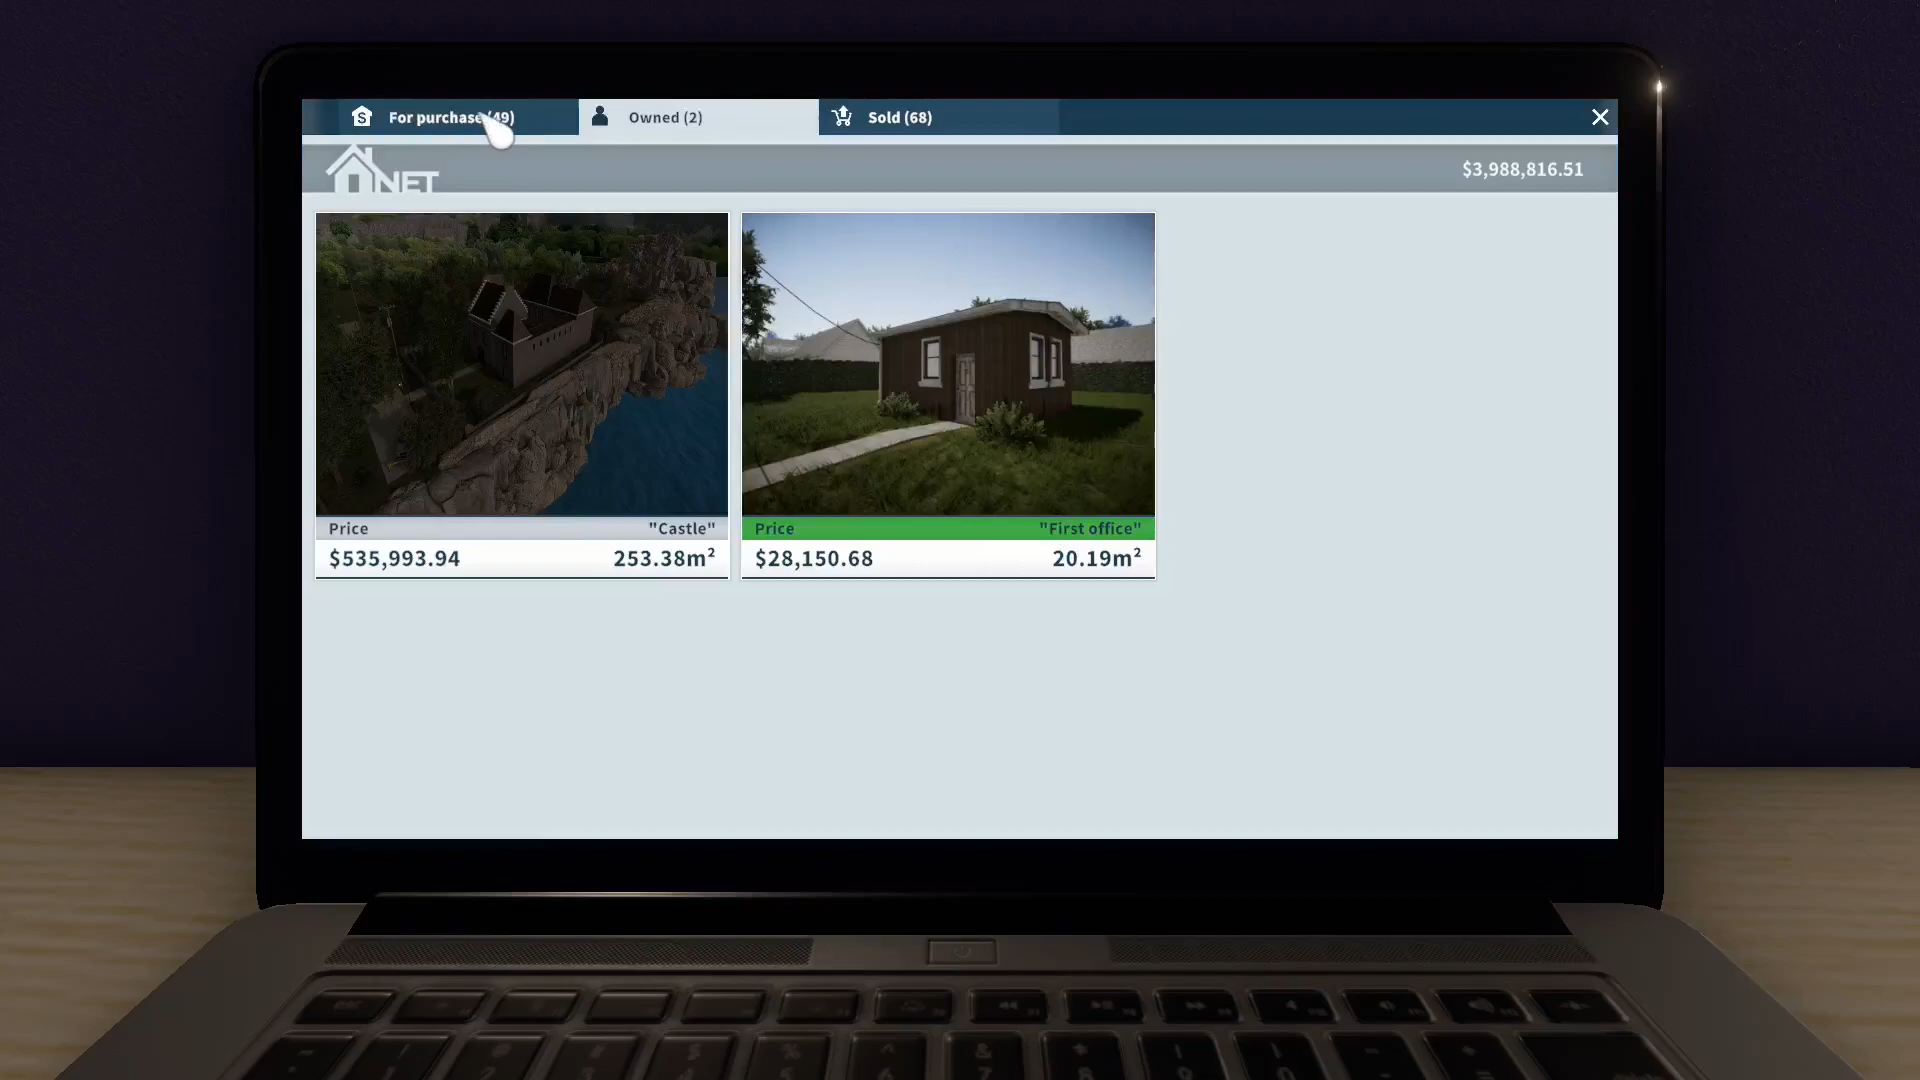 For purchase (49)
Owned (2)
Sold (68)
NET
$3,988,816.51
Price "Castle"
$535,993.94 253.38m²
Price "First office"
$28,150.68 20.19m²